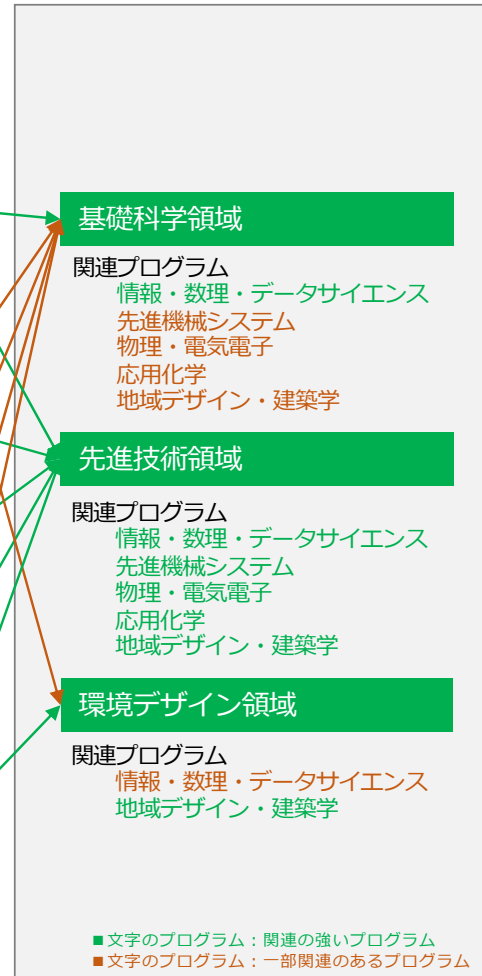 基礎科学領域
関連プログラム
情報・数理・データサイエンス
先進機械システム
物理・電気電子
応用化学
地域デザイン・建築学
先進技術領域
関連プログラム
情報・数理・データサイエンス
先進機械システム
物理・電気電子
応用化学
地域デザイン・建築学
環境デザイン領域
関連プログラム
情報・数理・データサイエンス
地域デザイン・建築学
■文字のプログラム：関連の強いプログラム
■文字のプログラム：一部関連のあるプログラム